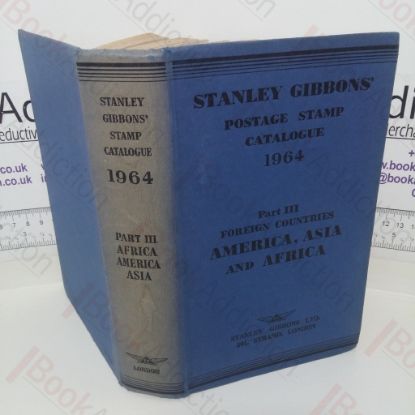 STANLEY
GIBBONS'
STAMP
CATALOGUE
1964
PART III
AFRICA
AMERICA
ASIA
LONDON
STANLEY GIBBONS'
POSTAGE STAMP
CATALOGUE
1964
Part III
FOREIGN COUNTRIES
AMERICA, ASIA
AND AFRICA
STANLEY GIBBONS LTD.
391, STRAND, LONDON